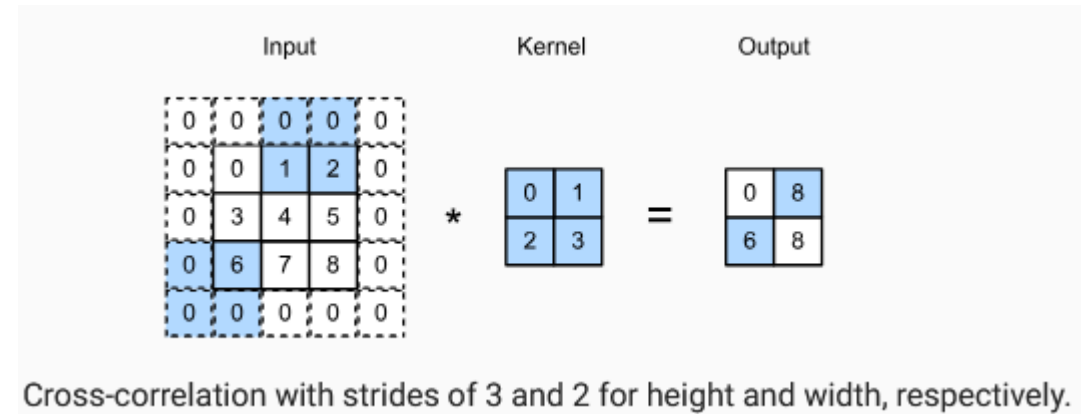 Input Kernel Output
0 0 0 0 0
0 0 1 2 0
0 3 4 5 0 * 0 1 = 0 8
0 6 7 8 0 2 3 6 8
0 0 0 0 0
Cross-correlation with strides of 3 and 2 for height and width, respectively.